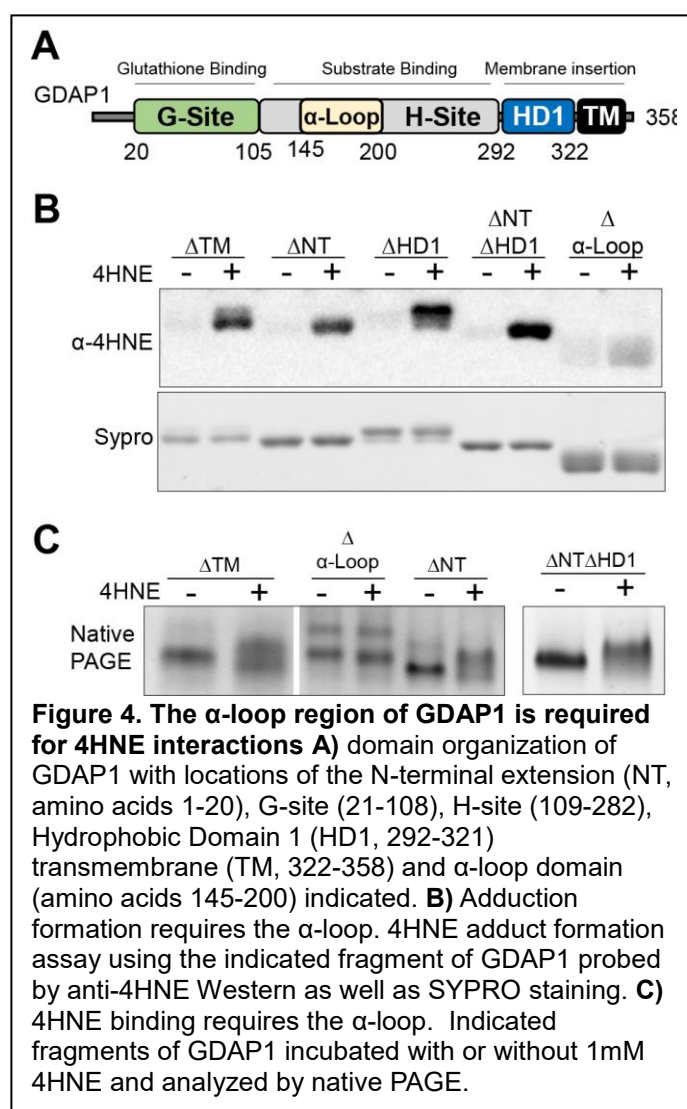 A
Glutathione Binding Substrate Binding Membrane insertion
GDAP1 G-Site α-Loop H-Site HD1 TM 358
20 105 145 200 292 322
B
ΔTM ΔNT ΔHD1 ΔNT ΔHD1 Δ α-Loop
4HNE - + - + - + - + - +
α-4HNE
Sypro
C
ΔTM Δ α-Loop ΔNT ΔNTΔHD1
4HNE - + - + - + - +
Native
PAGE
Figure 4. The α-loop region of GDAP1 is required
for 4HNE interactions A) domain organization of
GDAP1 with locations of the N-terminal extension (NT,
amino acids 1-20), G-site (21-108), H-site (109-282),
Hydrophobic Domain 1 (HD1, 292-321)
transmembrane (TM, 322-358) and α-loop domain
(amino acids 145-200) indicated. B) Adduction
formation requires the α-loop. 4HNE adduct formation
assay using the indicated fragment of GDAP1 probed
by anti-4HNE Western as well as SYPRO staining. C)
4HNE binding requires the α-loop. Indicated
fragments of GDAP1 incubated with or without 1mM
4HNE and analyzed by native PAGE.